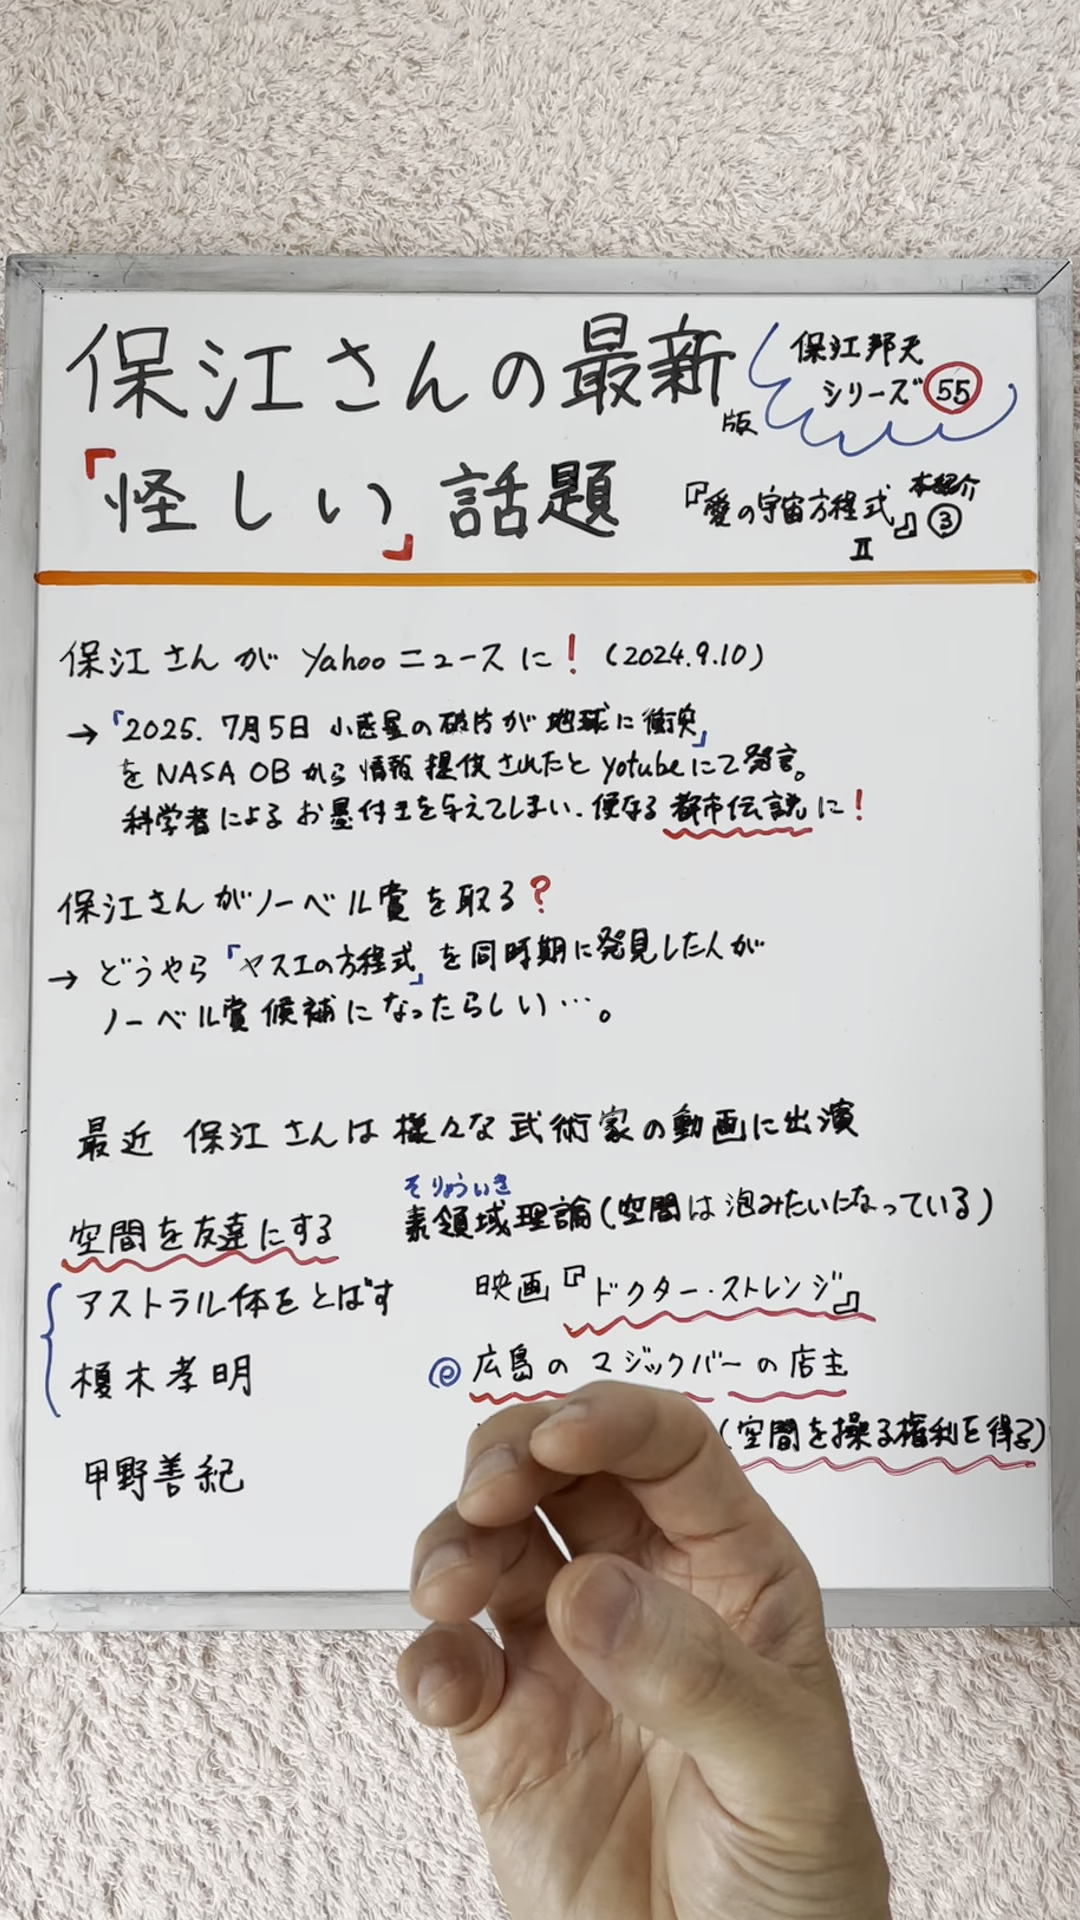 保江さんの最新版
「怪しい」話題
保江邦夫
シリーズ 55
『愛の宇宙方程式Ⅱ』本紹介③
保江さんがYahooニュースに!(2024.9.10)
→「2025.7月5日 小惑星の破片が地球に衝突」
をNASA OBから情報提供されたとyotubeにて発言。
科学者によるお墨付きを与えてしまい、便なる都市伝説に!
保江さんがノーベル賞を取る?
→どうやら「ヤスエの方程式」を同時期に発見した人が
ノーベル賞候補になったらしい…。
最近 保江さんは様々な武術家の動画に出演
空間を友達にする
アストラル体をとばす
榎木孝明
甲野善紀
そりょういき
素領域理論(空間は泡みたいになっている)
映画『ドクター・ストレンジ』
@広島のマジックバーの店主
(空間を操る権利を得る)